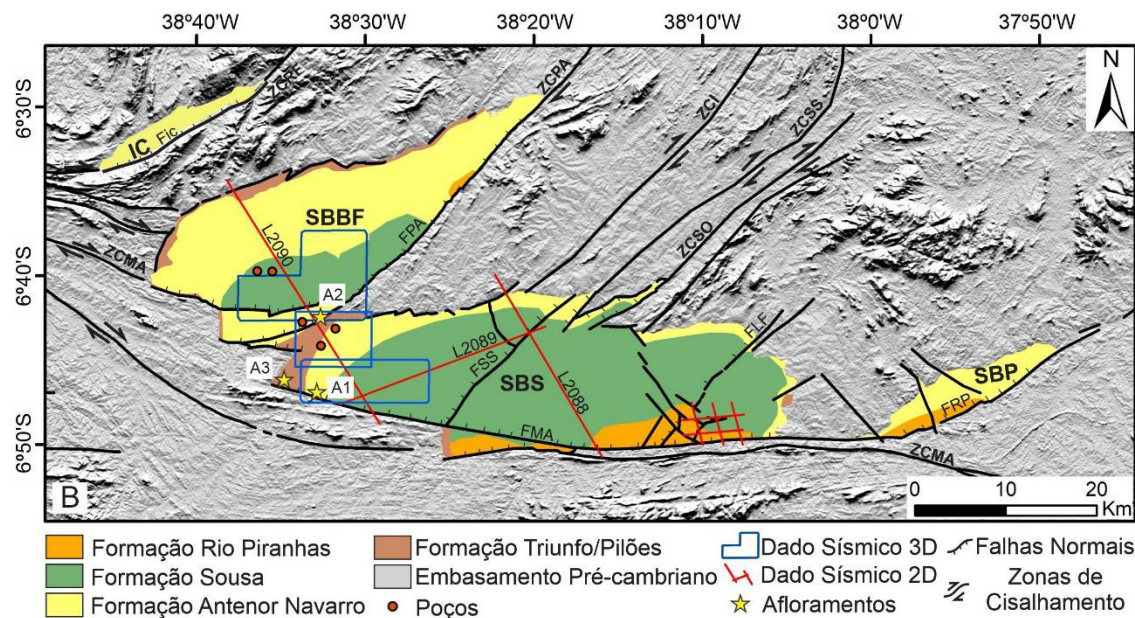 38°40'
38°30'
38°20'
38°10'
38°00'
37°50'
N
6°30'S
6°40'S
6°50'S
ZCPA
ZCI
ZCSS
IC
Fic
SBBF
ZCSO
L2090
FPA
ZCMA
A2
L2089
FLF
A3
A1
FSS
SBS
L2088
SBP
FRP
FMA
ZCMA
B
0 10 20
Km
Formação Rio Piranhas
Formação Triunfo/Pilões
Dado Sísmico 3D
Falhas Normais
Formação Sousa
Embasamento Pré-cambriano
Dado Sísmico 2D
Zonas de
Cisalhamento
Formação Antenor Navarro
Poços
Afloramentos